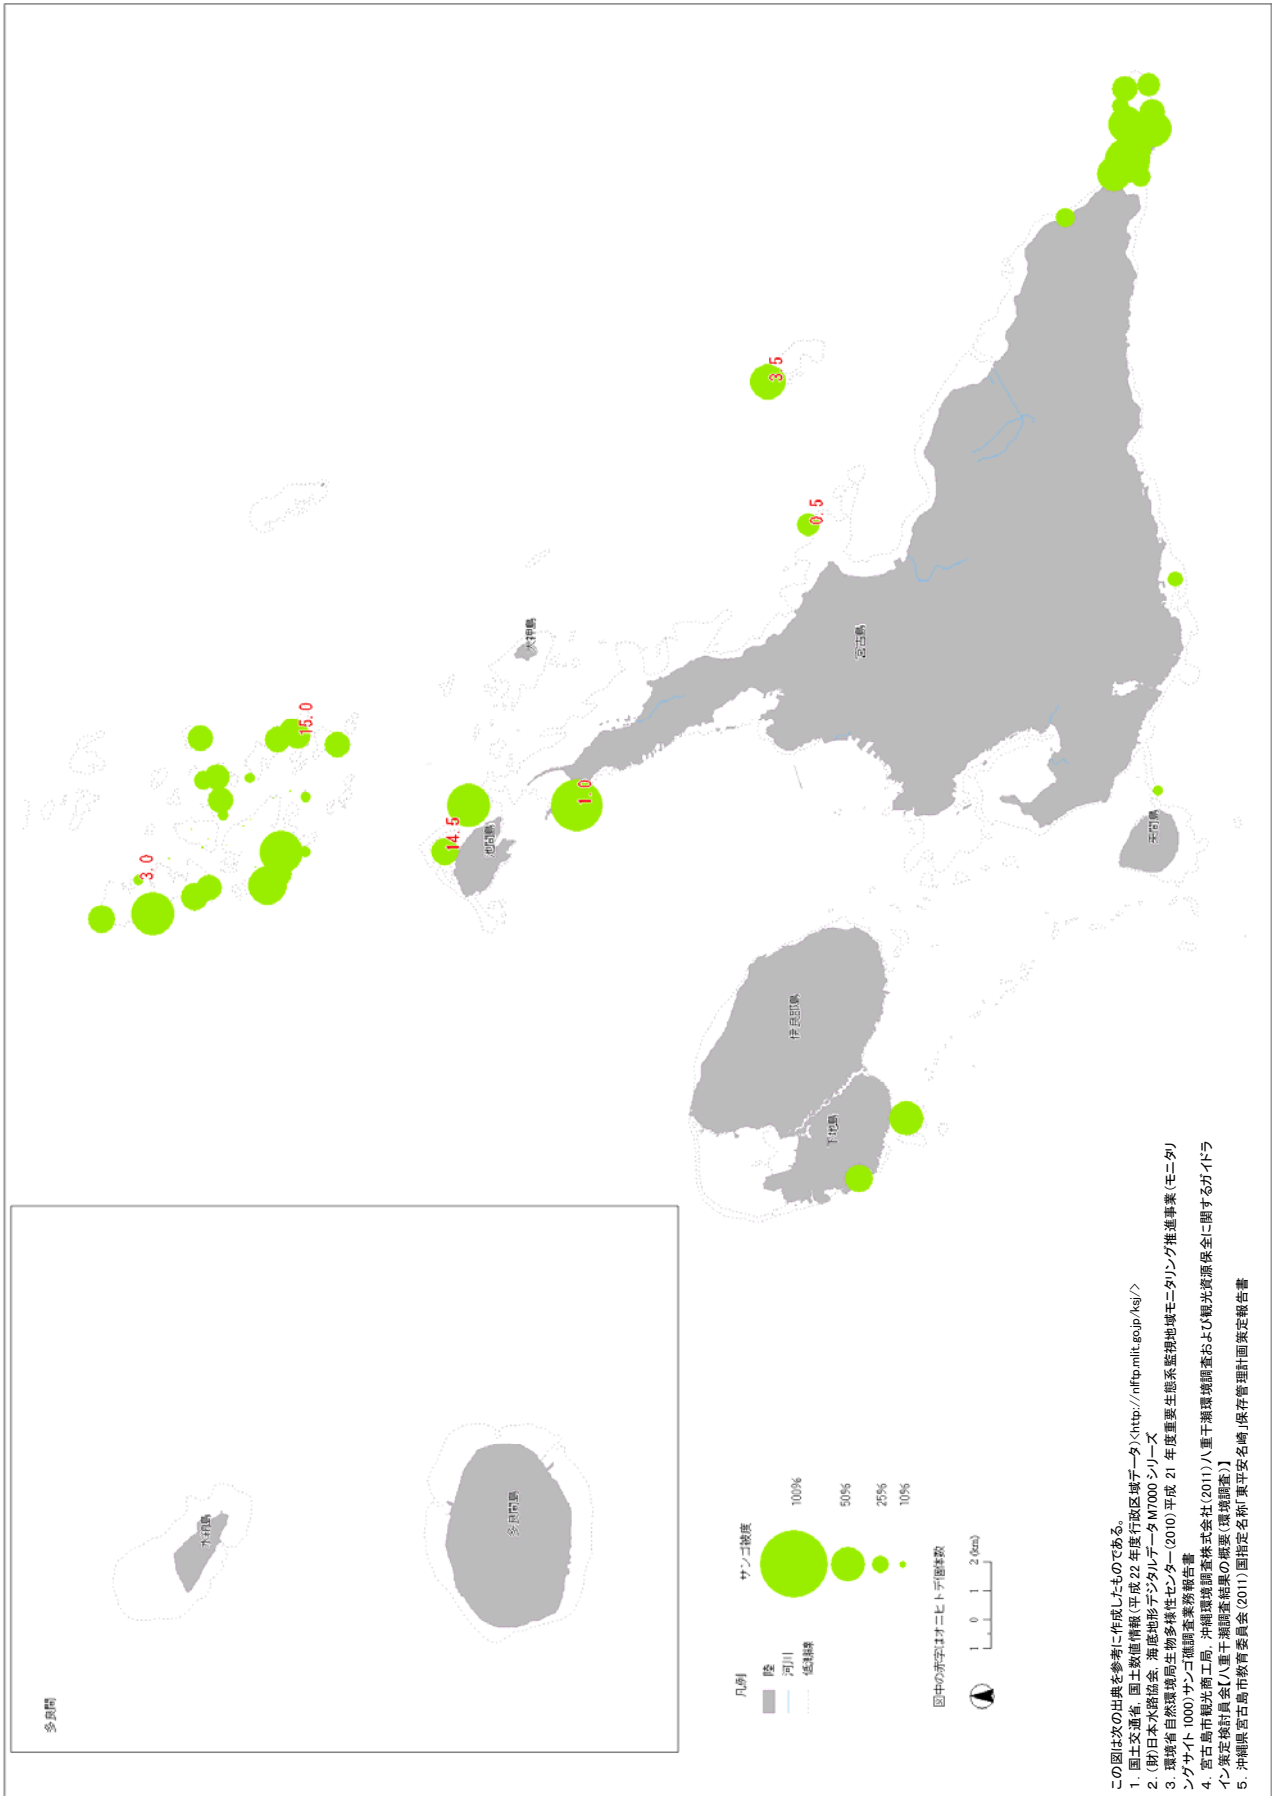 多良間
水納島
多良間島
3.0
15.0
14.5
池間島
1.0
大神島
0.5
3.5
宮古島
伊良部島
下地島
来間島
凡例
陸
河川
低潮線
サンゴ被度
100%
50%
25%
10%
図中の赤字はオニヒトデ個体数
1 0 1 2 (km)
この図は次の出典を参考に作成したものである。
1. 国土交通省, 国土数値情報(平成 22 年度行政区域データ)<http://nlftp.mlit.go.jp/ksj/>
2. (財)日本水路協会, 海底地形デジタルデータ M7000 シリーズ
3. 環境省自然環境局生物多様性センター(2010)平成 21 年度重要生態系監視地域モニタリング推進事業(モニタリ
ングサイト 1000)サンゴ礁調査業務報告書
4. 宮古島市観光商工局, 沖縄環境調査株式会社(2011)八重干瀬環境調査および観光資源保全に関するガイドラ
イン策定検討員会【八重干瀬調査結果の概要(環境調査)】
5. 沖縄県宮古島市教育委員会(2011)国指定名称「東平安名崎」保存管理計画策定報告書